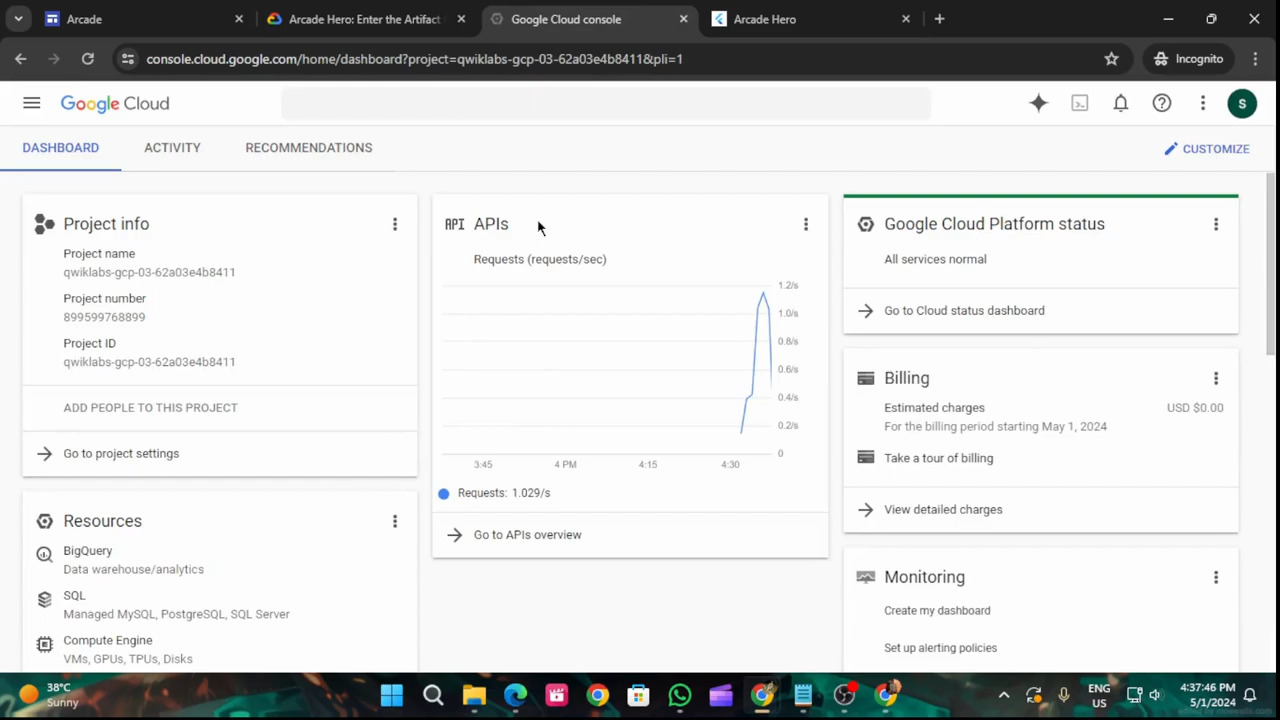 Arcade
Arcade Hero: Enter the Artifact
Google Cloud console
Arcade Hero
console.cloud.google.com/home/dashboard?project=qwiklabs-gcp-03-62a03e4b8411&pli=1
Incognito
Google Cloud
S
DASHBOARD
ACTIVITY
RECOMMENDATIONS
CUSTOMIZE
Project info
Project name
qwiklabs-gcp-03-62a03e4b8411
Project number
899599768899
Project ID
qwiklabs-gcp-03-62a03e4b8411
ADD PEOPLE TO THIS PROJECT
Go to project settings
Resources
BigQuery
Data warehouse/analytics
SQL
Managed MySQL, PostgreSQL, SQL Server
Compute Engine
VMs, GPUs, TPUs, Disks
API APIs
Requests (requests/sec)
1.2/s
1.0/s
0.8/s
0.6/s
0.4/s
0.2/s
0
3:45
4 PM
4:15
4:30
Requests: 1.029/s
Go to APIs overview
Google Cloud Platform status
All services normal
Go to Cloud status dashboard
Billing
Estimated charges
USD $0.00
For the billing period starting May 1, 2024
Take a tour of billing
View detailed charges
Monitoring
Create my dashboard
Set up alerting policies
38°C
Sunny
ENG
US
4:37:46 PM
5/1/2024